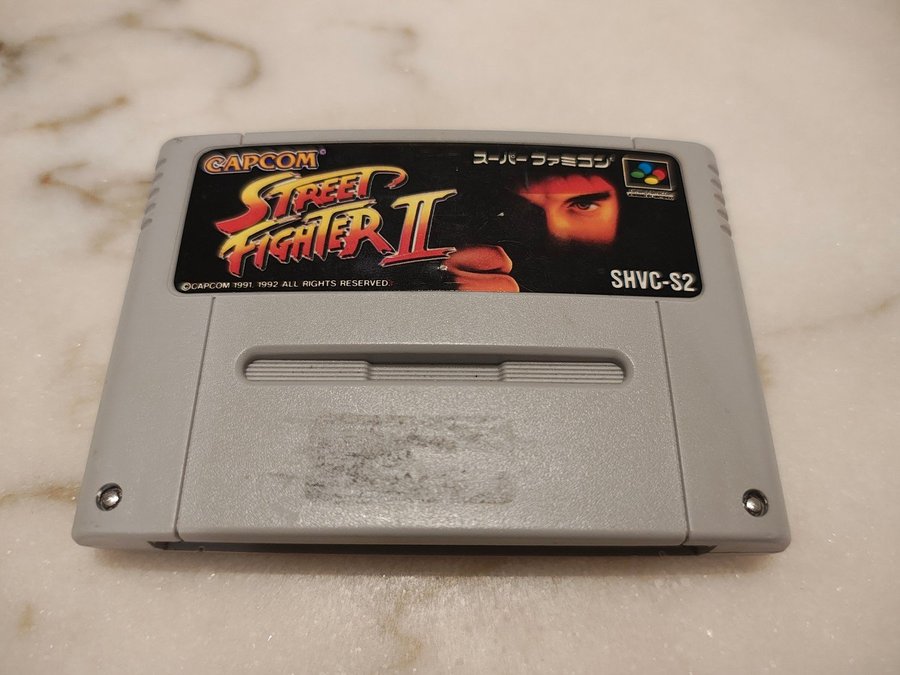 CAPCOM
STREET
FIGHTER II
スーパーファミコン
©CAPCOM 1991, 1992 ALL RIGHTS RESERVED
SHVC-S2